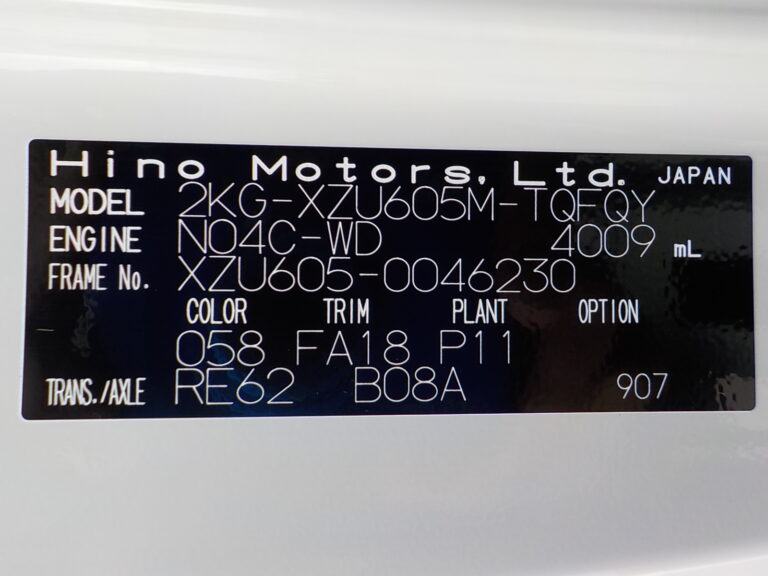 Hino Motors, Ltd. JAPAN
MODEL 2KG-XZU605M-TQFQY
ENGINE N04C-WD 4009 mL
FRAME No. XZU605-0046230
COLOR TRIM PLANT OPTION
058 FA18 P11
TRANS./AXLE RE62 B08A 907